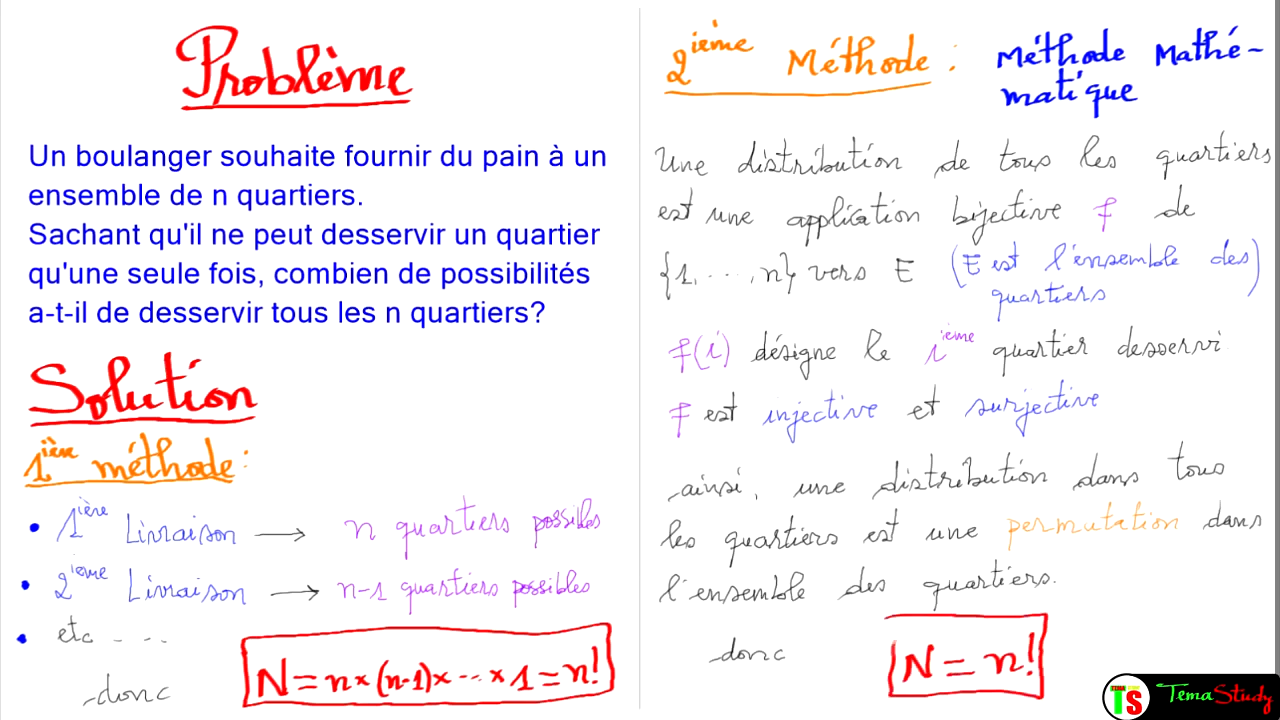 Problème
Un boulanger souhaite fournir du pain à un
ensemble de n quartiers.
Sachant qu'il ne peut desservir un quartier
qu'une seule fois, combien de possibilités
a-t-il de desservir tous les n quartiers?
Solution
1ière méthode:
• 1ière Livraison → n quartiers possibles
• 2ième Livraison → n-1 quartiers possibles
• etc - ..
donc N = n × (n-1) × ... × 1 = n!
2ième Méthode : Méthode Mathé-
matique
Une distribution de tous les quartiers
est une application bijective f de
{1, ..., n} vers E (E est l'ensemble des
quartiers)
f(i) désigne le ième quartier desservi
f est injective et surjective
ainsi, une distribution dans tous
les quartiers est une permutation dans
l'ensemble des quartiers.
donc N = n!
TEMA
TS
TemaStudy